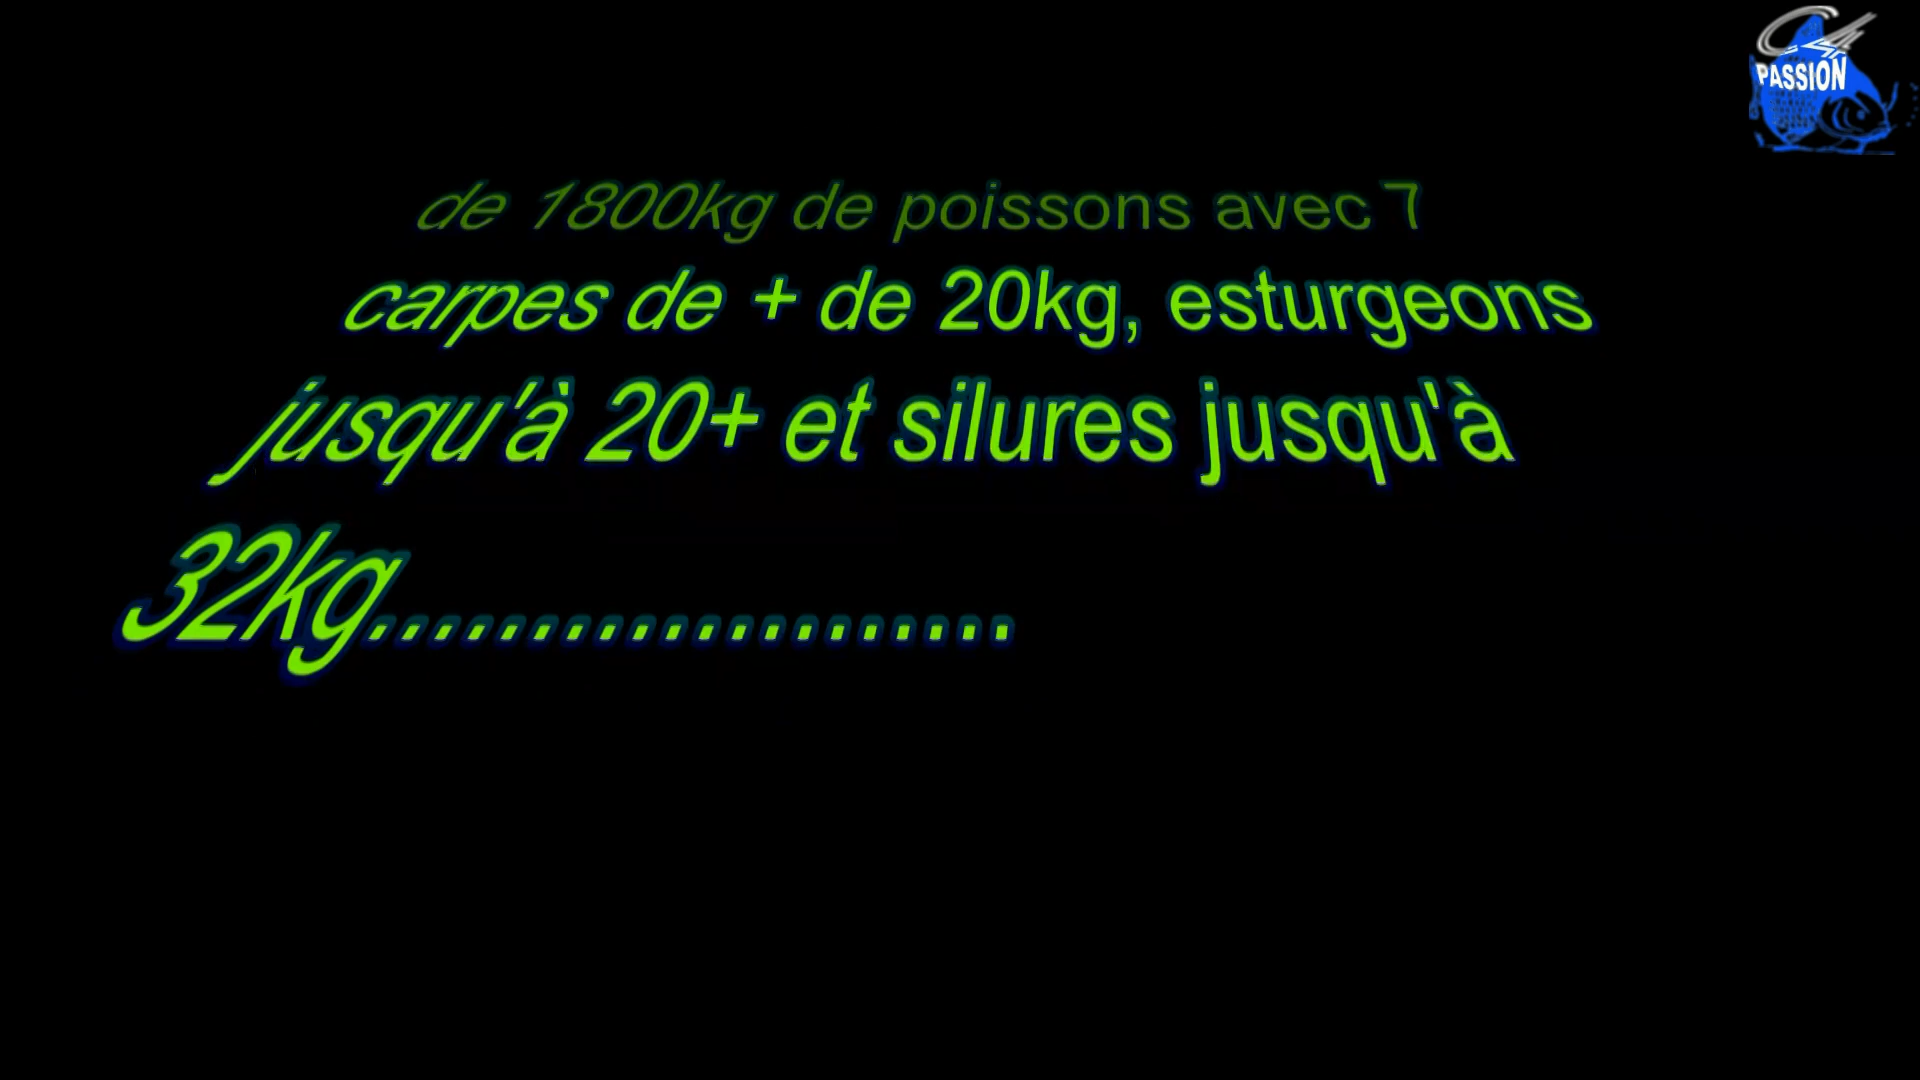 PASSION
de 1800kg de poissons avec 7
carpes de + de 20kg, esturgeons
jusqu'à 20+ et silures jusqu'à
32kg....................